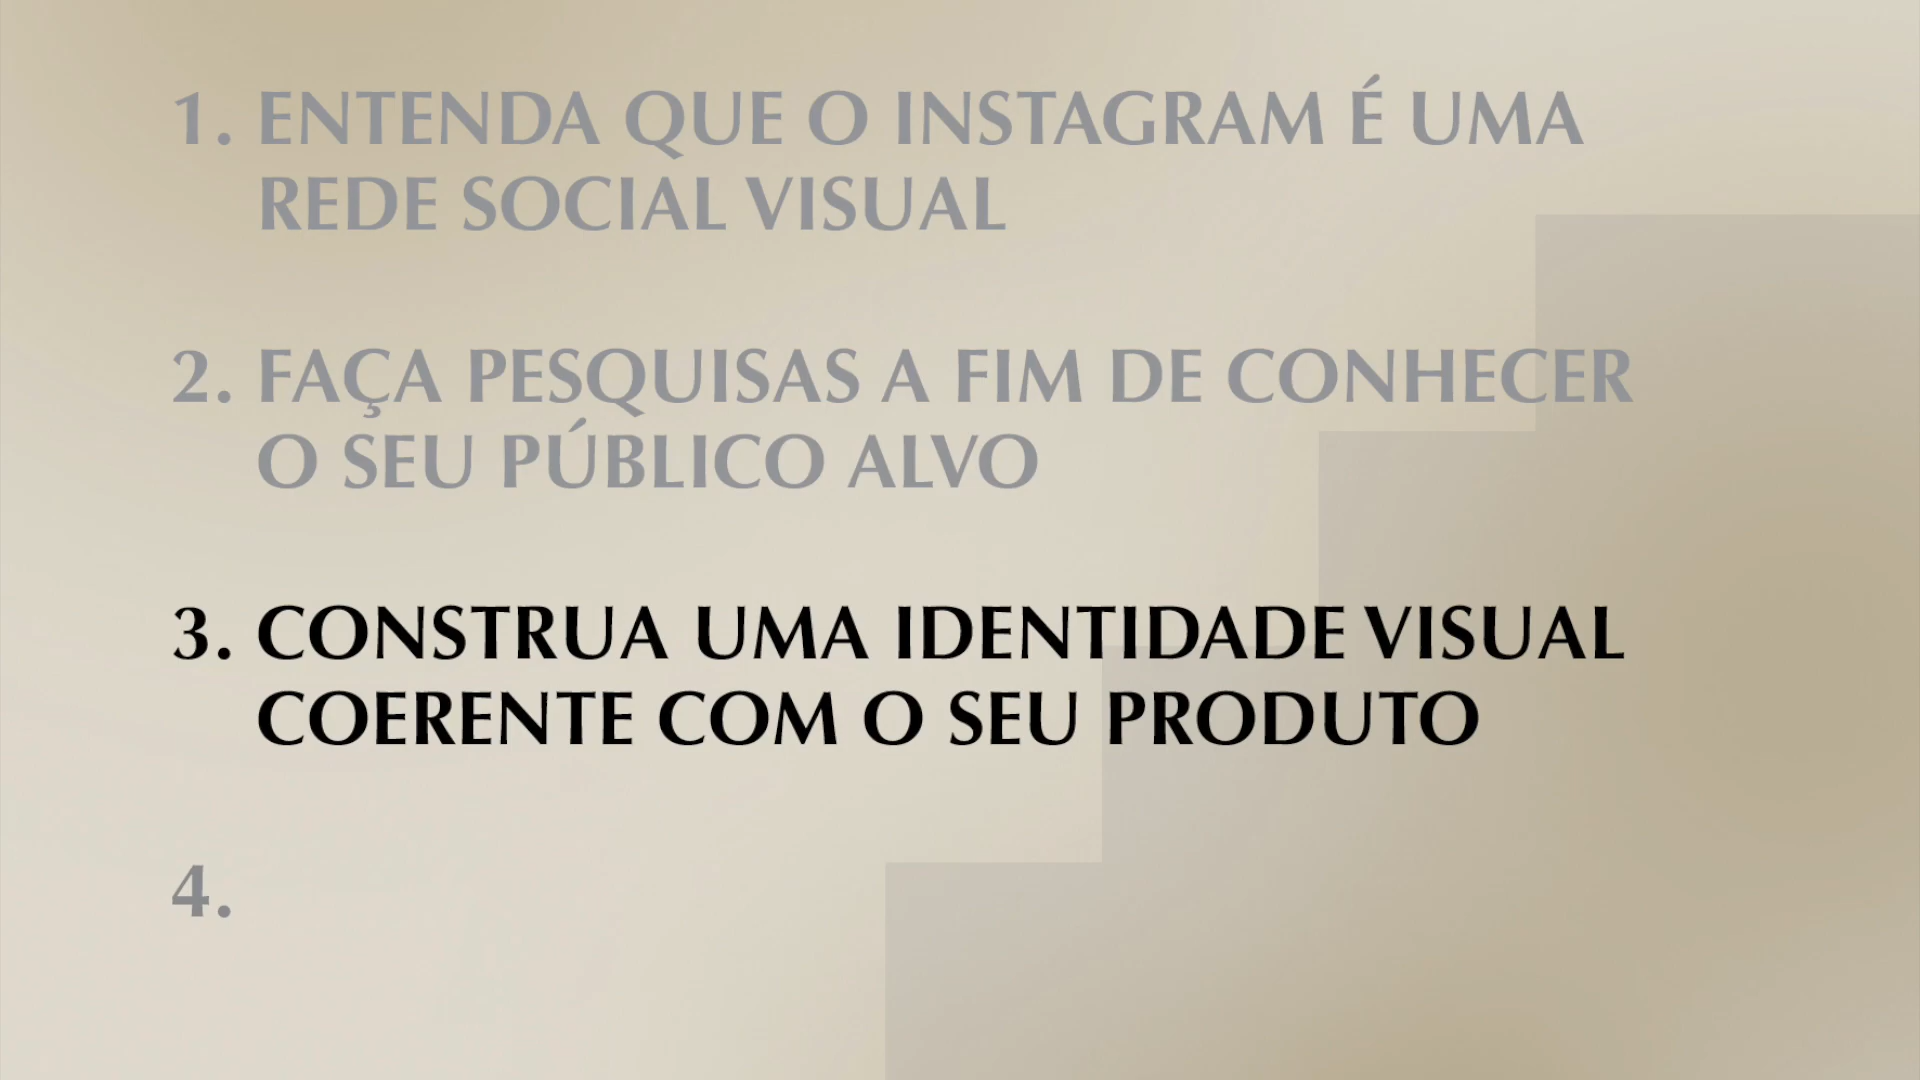 1. ENTENDA QUE O INSTAGRAM É UMA
REDE SOCIAL VISUAL
2. FAÇA PESQUISAS A FIM DE CONHECER
O SEU PÚBLICO ALVO
3. CONSTRUA UMA IDENTIDADE VISUAL
COERENTE COM O SEU PRODUTO
4.